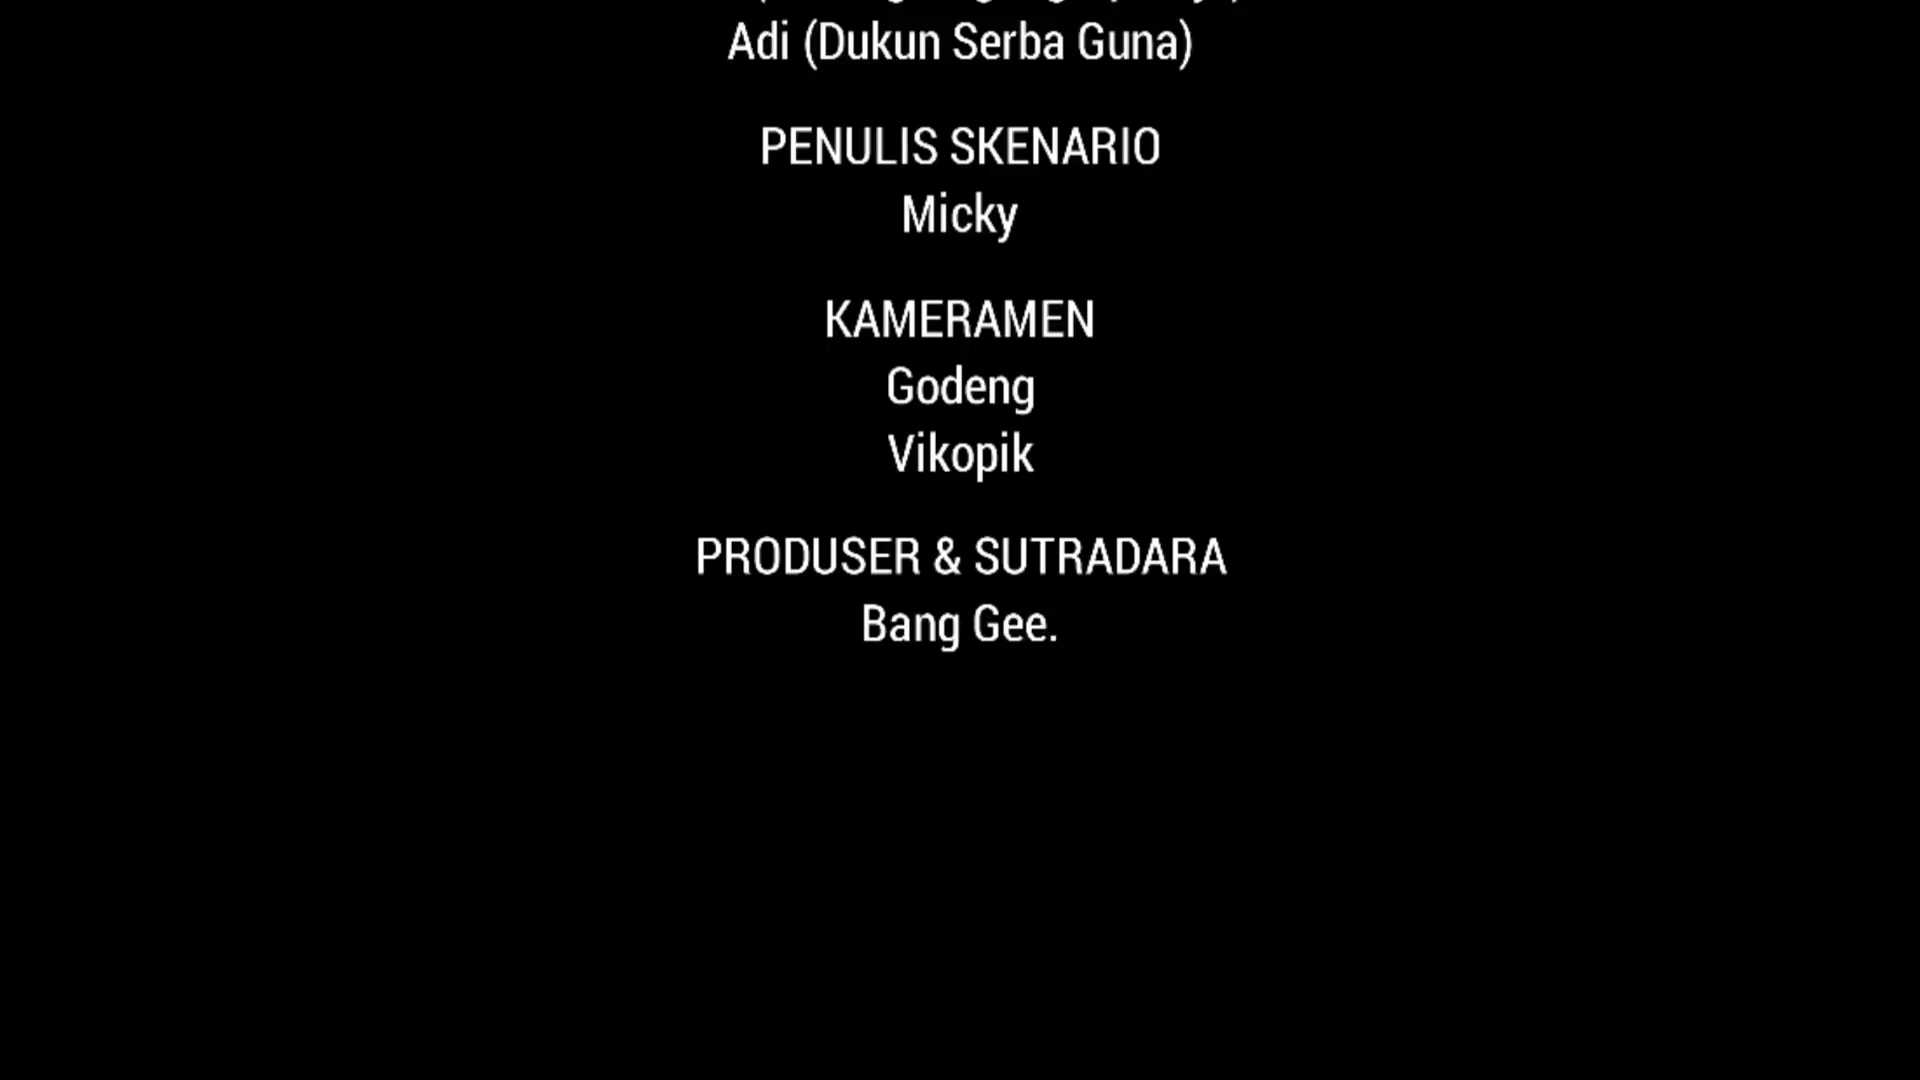 Adi (Dukun Serba Guna)
PENULIS SKENARIO
Micky
KAMERAMEN
Godeng
Vikopik
PRODUSER & SUTRADARA
Bang Gee.